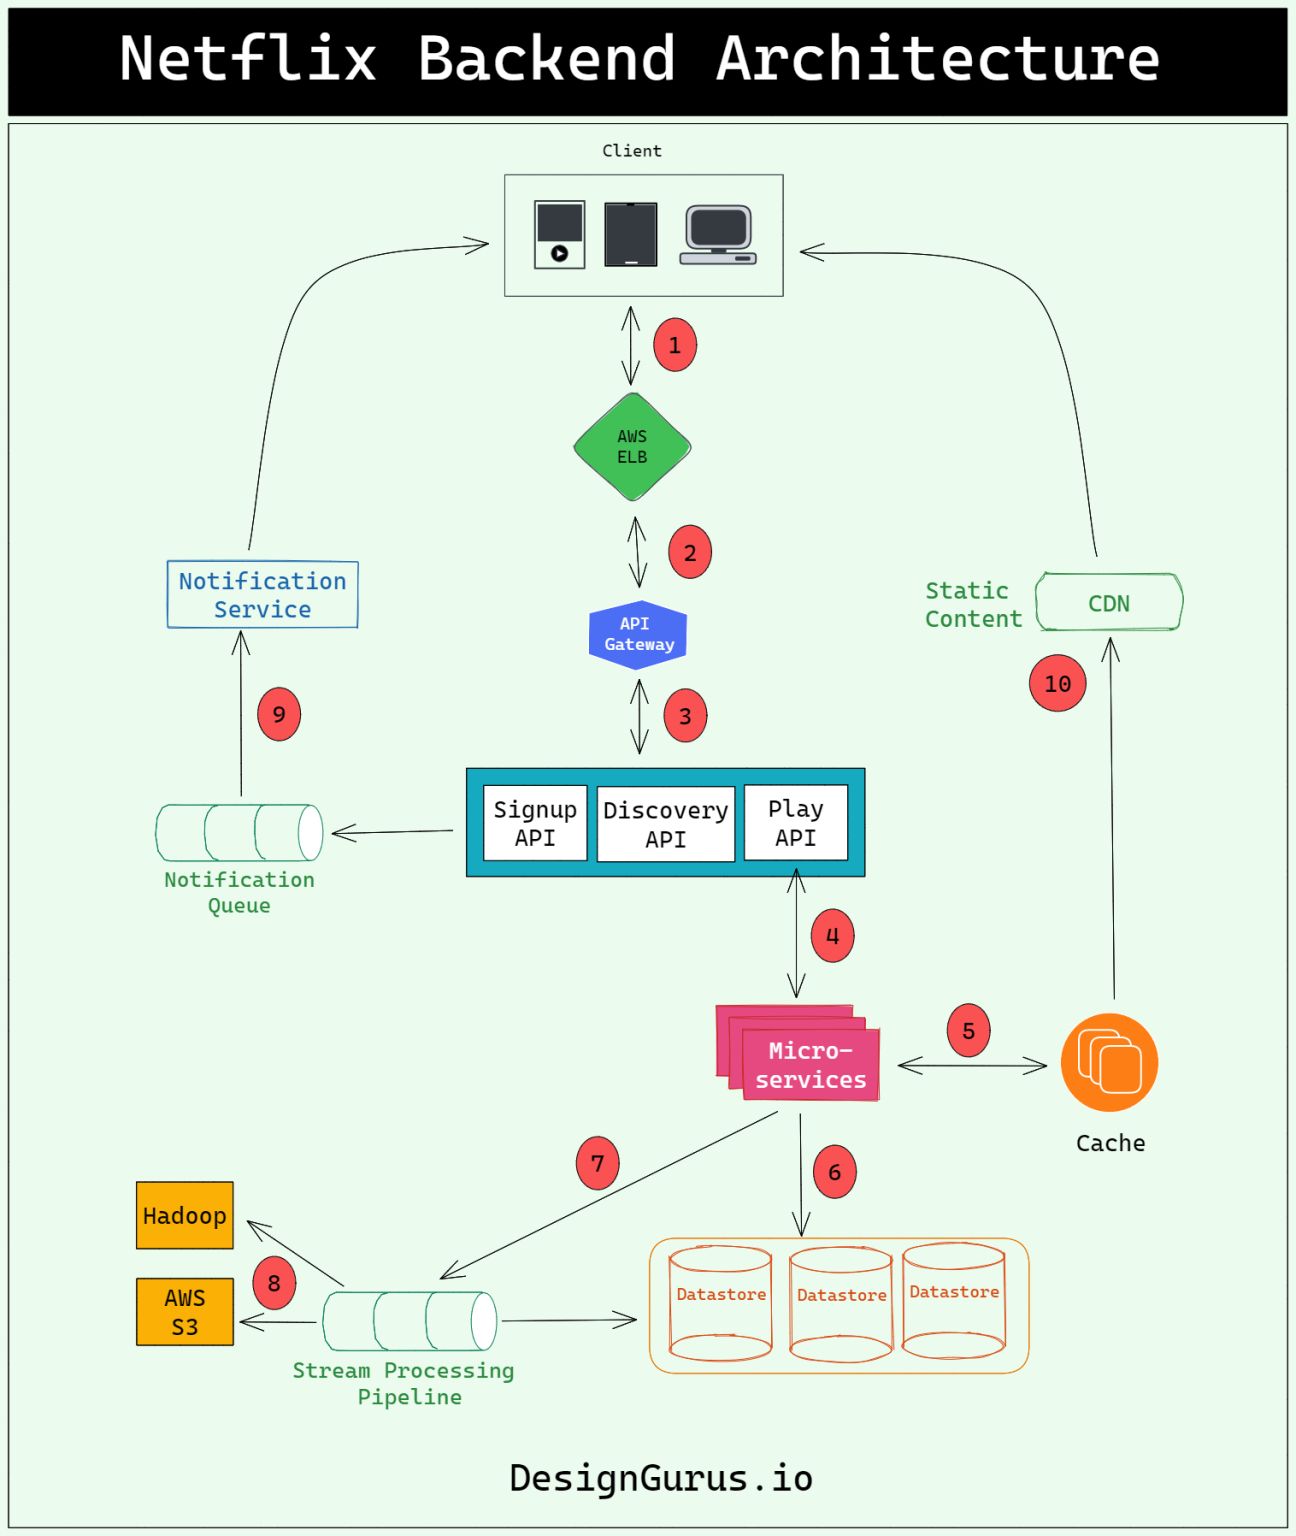 Netflix Backend Architecture
Client
1
AWS
ELB
2
API
Gateway
Notification
Service
Static
Content
CDN
10
9
3
Signup
API
Discovery
API
Play
API
Notification
Queue
4
Micro-
services
5
Cache
7
6
Hadoop
8
AWS
S3
Datastore
Datastore
Datastore
Stream Processing
Pipeline
DesignGurus.io